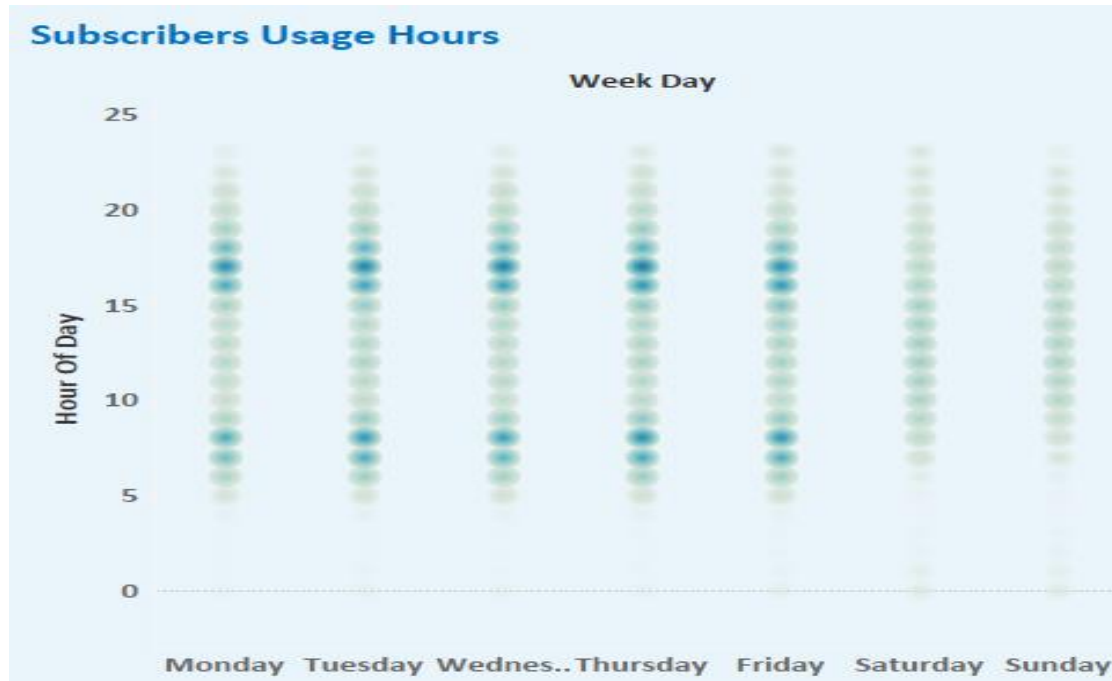 Subscribers Usage Hours
Week Day
25
20
15
10
5
0
Hour Of Day
Monday Tuesday Wednes.. Thursday Friday Saturday Sunday